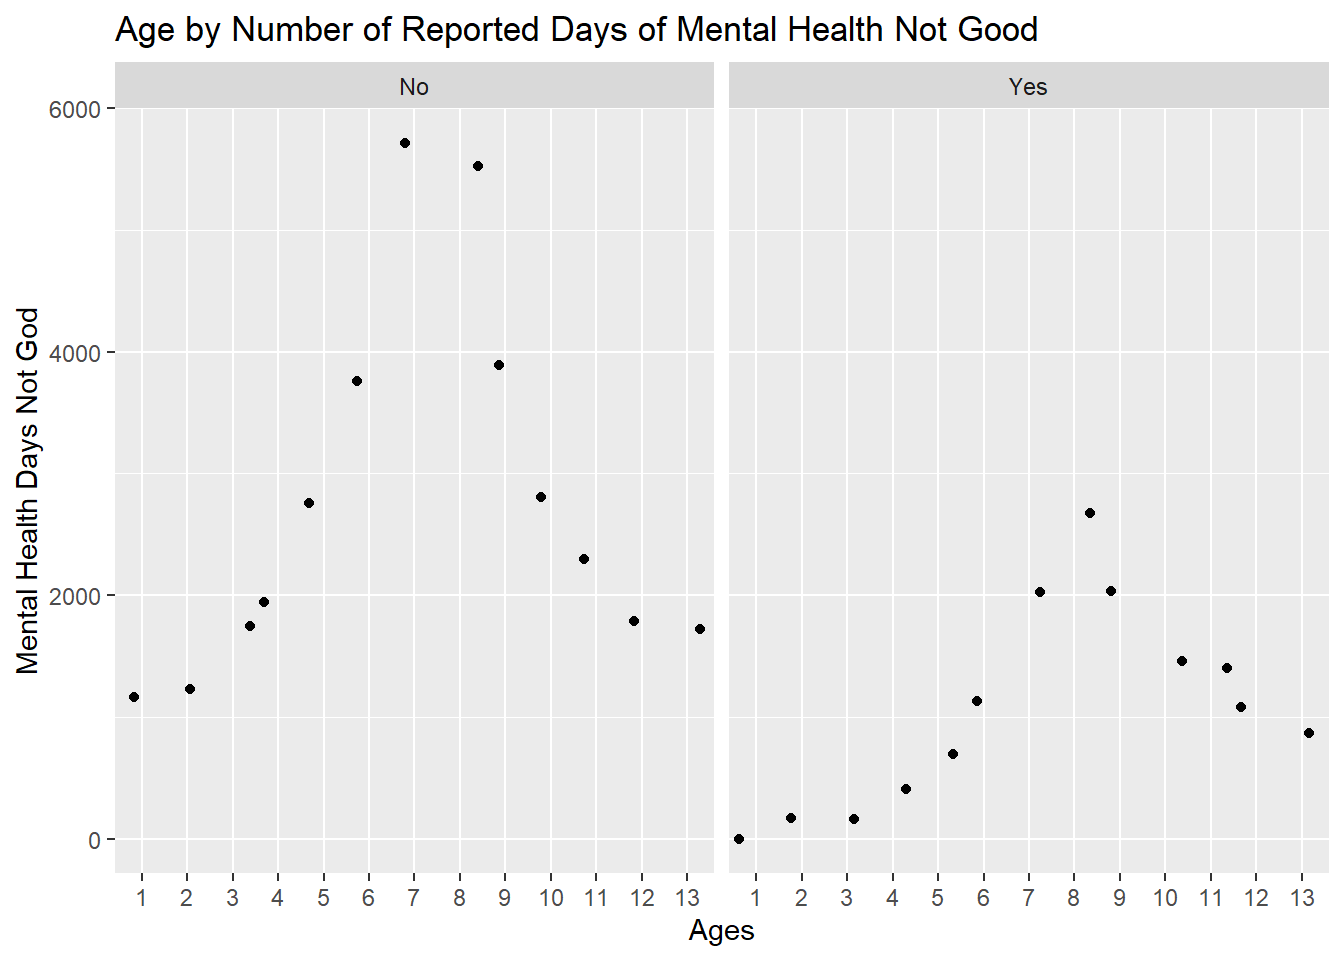 Age by Number of Reported Days of Mental Health Not Good
No Yes
6000
4000
2000
0
Mental Health Days Not God
1 2 3 4 5 6 7 8 9 10 11 12 13 1 2 3 4 5 6 7 8 9 10 11 12 13
Ages